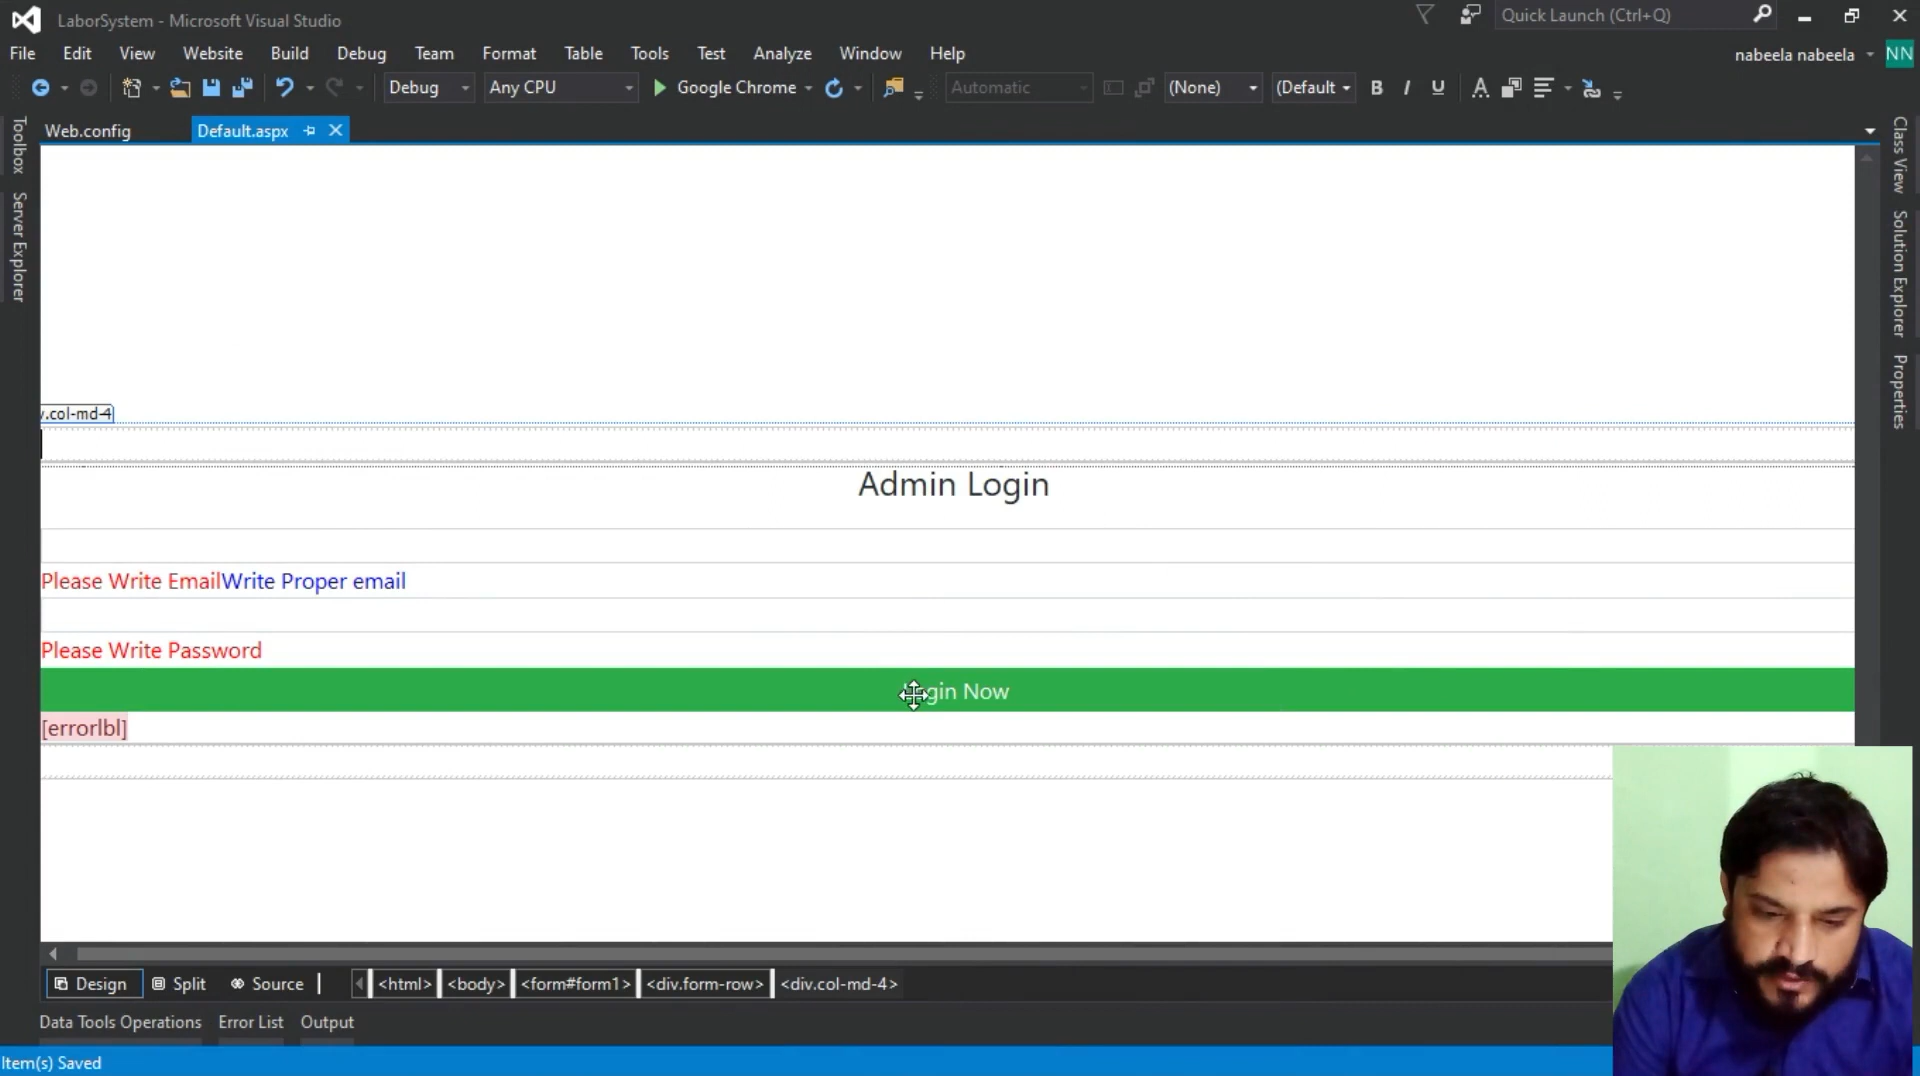 LaborSystem - Microsoft Visual Studio
Quick Launch (Ctrl+Q)
File Edit View Website Build Debug Team Format Table Tools Test Analyze Window Help
nabeela nabeela NN
Debug Any CPU Google Chrome Automatic (None) (Default B I U A
Web.config Default.aspx
Toolbox
Server Explorer
Class View
Solution Explorer
Properties
v.col-md-4
Admin Login
Please Write EmailWrite Proper email
Please Write Password
Login Now
[errorlbl]
Design Split Source <html> <body> <form#form1> <div.form-row> <div.col-md-4>
Data Tools Operations Error List Output
Item(s) Saved